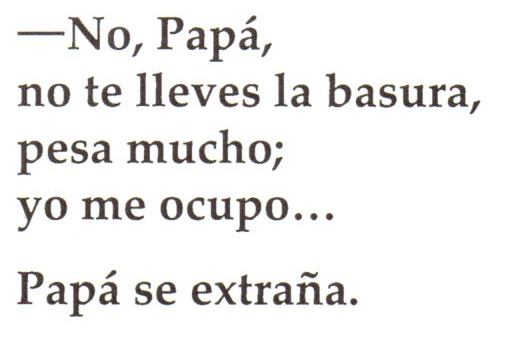 —No, Papá,
no te lleves la basura,
pesa mucho;
yo me ocupo...
Papá se extraña.